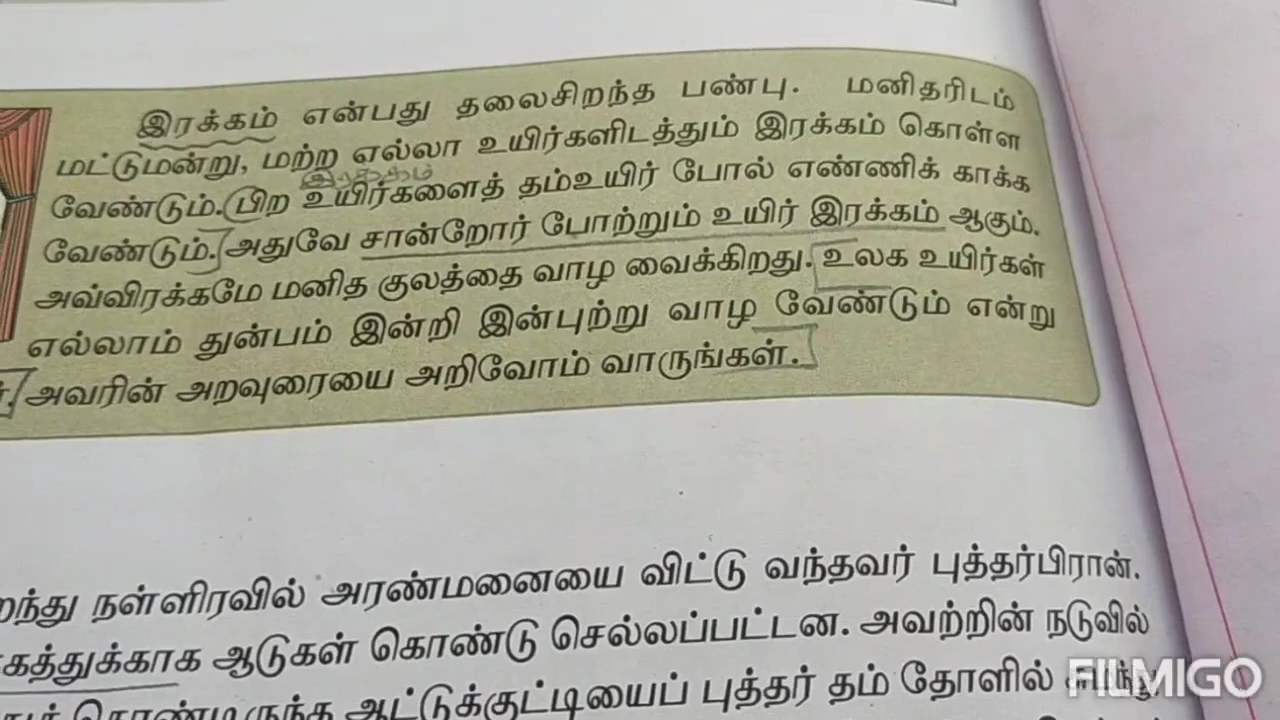 இரக்கம் என்பது தலைசிறந்த பண்பு. மனிதரிடம்
மட்டுமன்று, மற்ற எல்லா உயிர்களிடத்தும் இரக்கம் கொள்ள
இரக்கம்
வேண்டும். பிற உயிர்களைத் தம்உயிர் போல் எண்ணிக் காக்க
வேண்டும். அதுவே சான்றோர் போற்றும் உயிர் இரக்கம் ஆகும்.
அவ்விரக்கமே மனித குலத்தை வாழ வைக்கிறது. உலக உயிர்கள்
எல்லாம் துன்பம் இன்றி இன்புற்று வாழ வேண்டும் என்று
அவரின் அறவுரையை அறிவோம் வாருங்கள்.
நள்ளிரவில் அரண்மனையை விட்டு வந்தவர் புத்தர்பிரான்.
ஆடுகள் கொண்டு செல்லப்பட்டன. அவற்றின் நடுவில்
ஆட்டுக்குட்டியைப் புத்தர் தம் தோளில்
FILMIGO